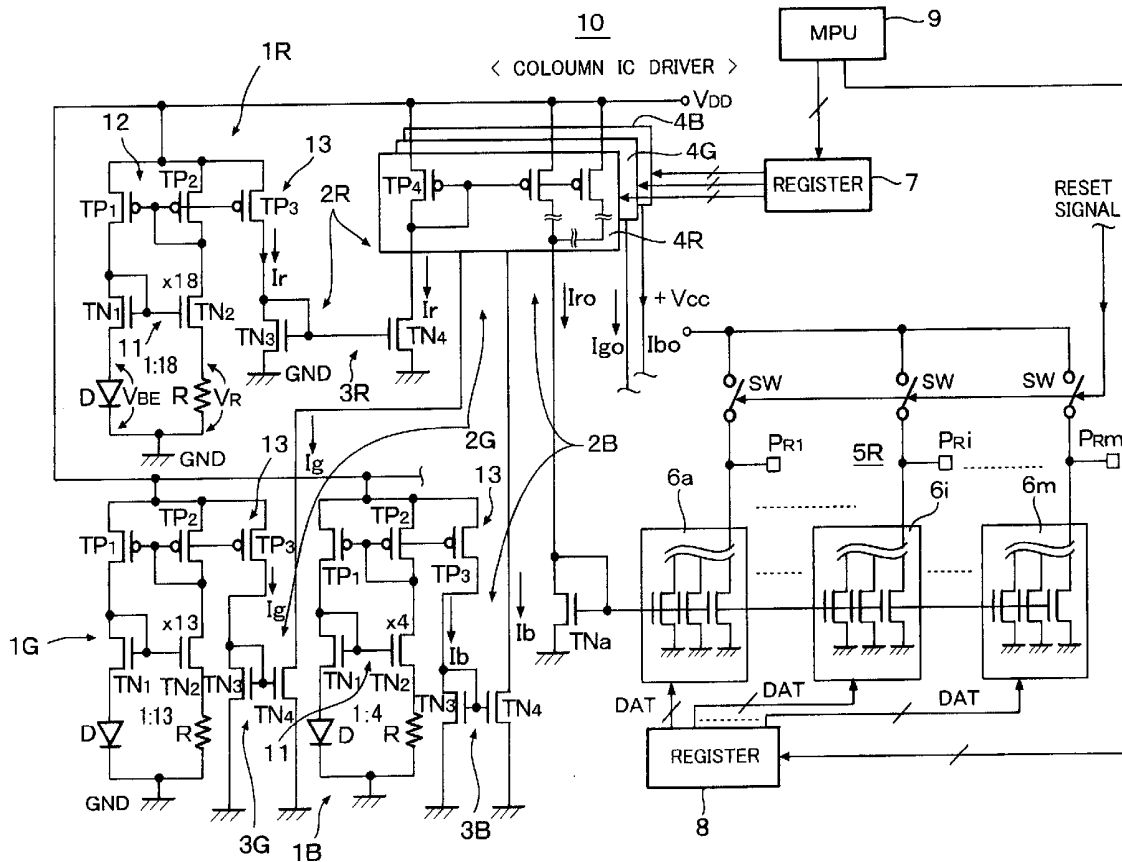 10
9
MPU
< COLOUMN IC DRIVER >
1R
VDD
4B
4G
12
13
TP1
TP2
TP3
TP4
2R
REGISTER
7
RESET
SIGNAL
4R
Ir
Ir
x18
TN1
TN2
TN3
TN4
11
1:18
GND
3R
2G
2B
Iro
Igo
Ibo
+Vcc
D
VBE
R
VR
GND
SW
SW
SW
PR1
5R
PRi
PRm
Ig
2G
2B
13
13
6a
6i
6m
TP1
TP2
TP3
TP1
TP2
TP3
Ig
Ib
Ib
1G
x13
x4
TN1
TN2
TN3
TN4
TN1
TN2
TN3
TN4
TNa
1:13
1:4
D
R
11
D
R
DAT
DAT
DAT
GND
3G
1B
3B
REGISTER
8